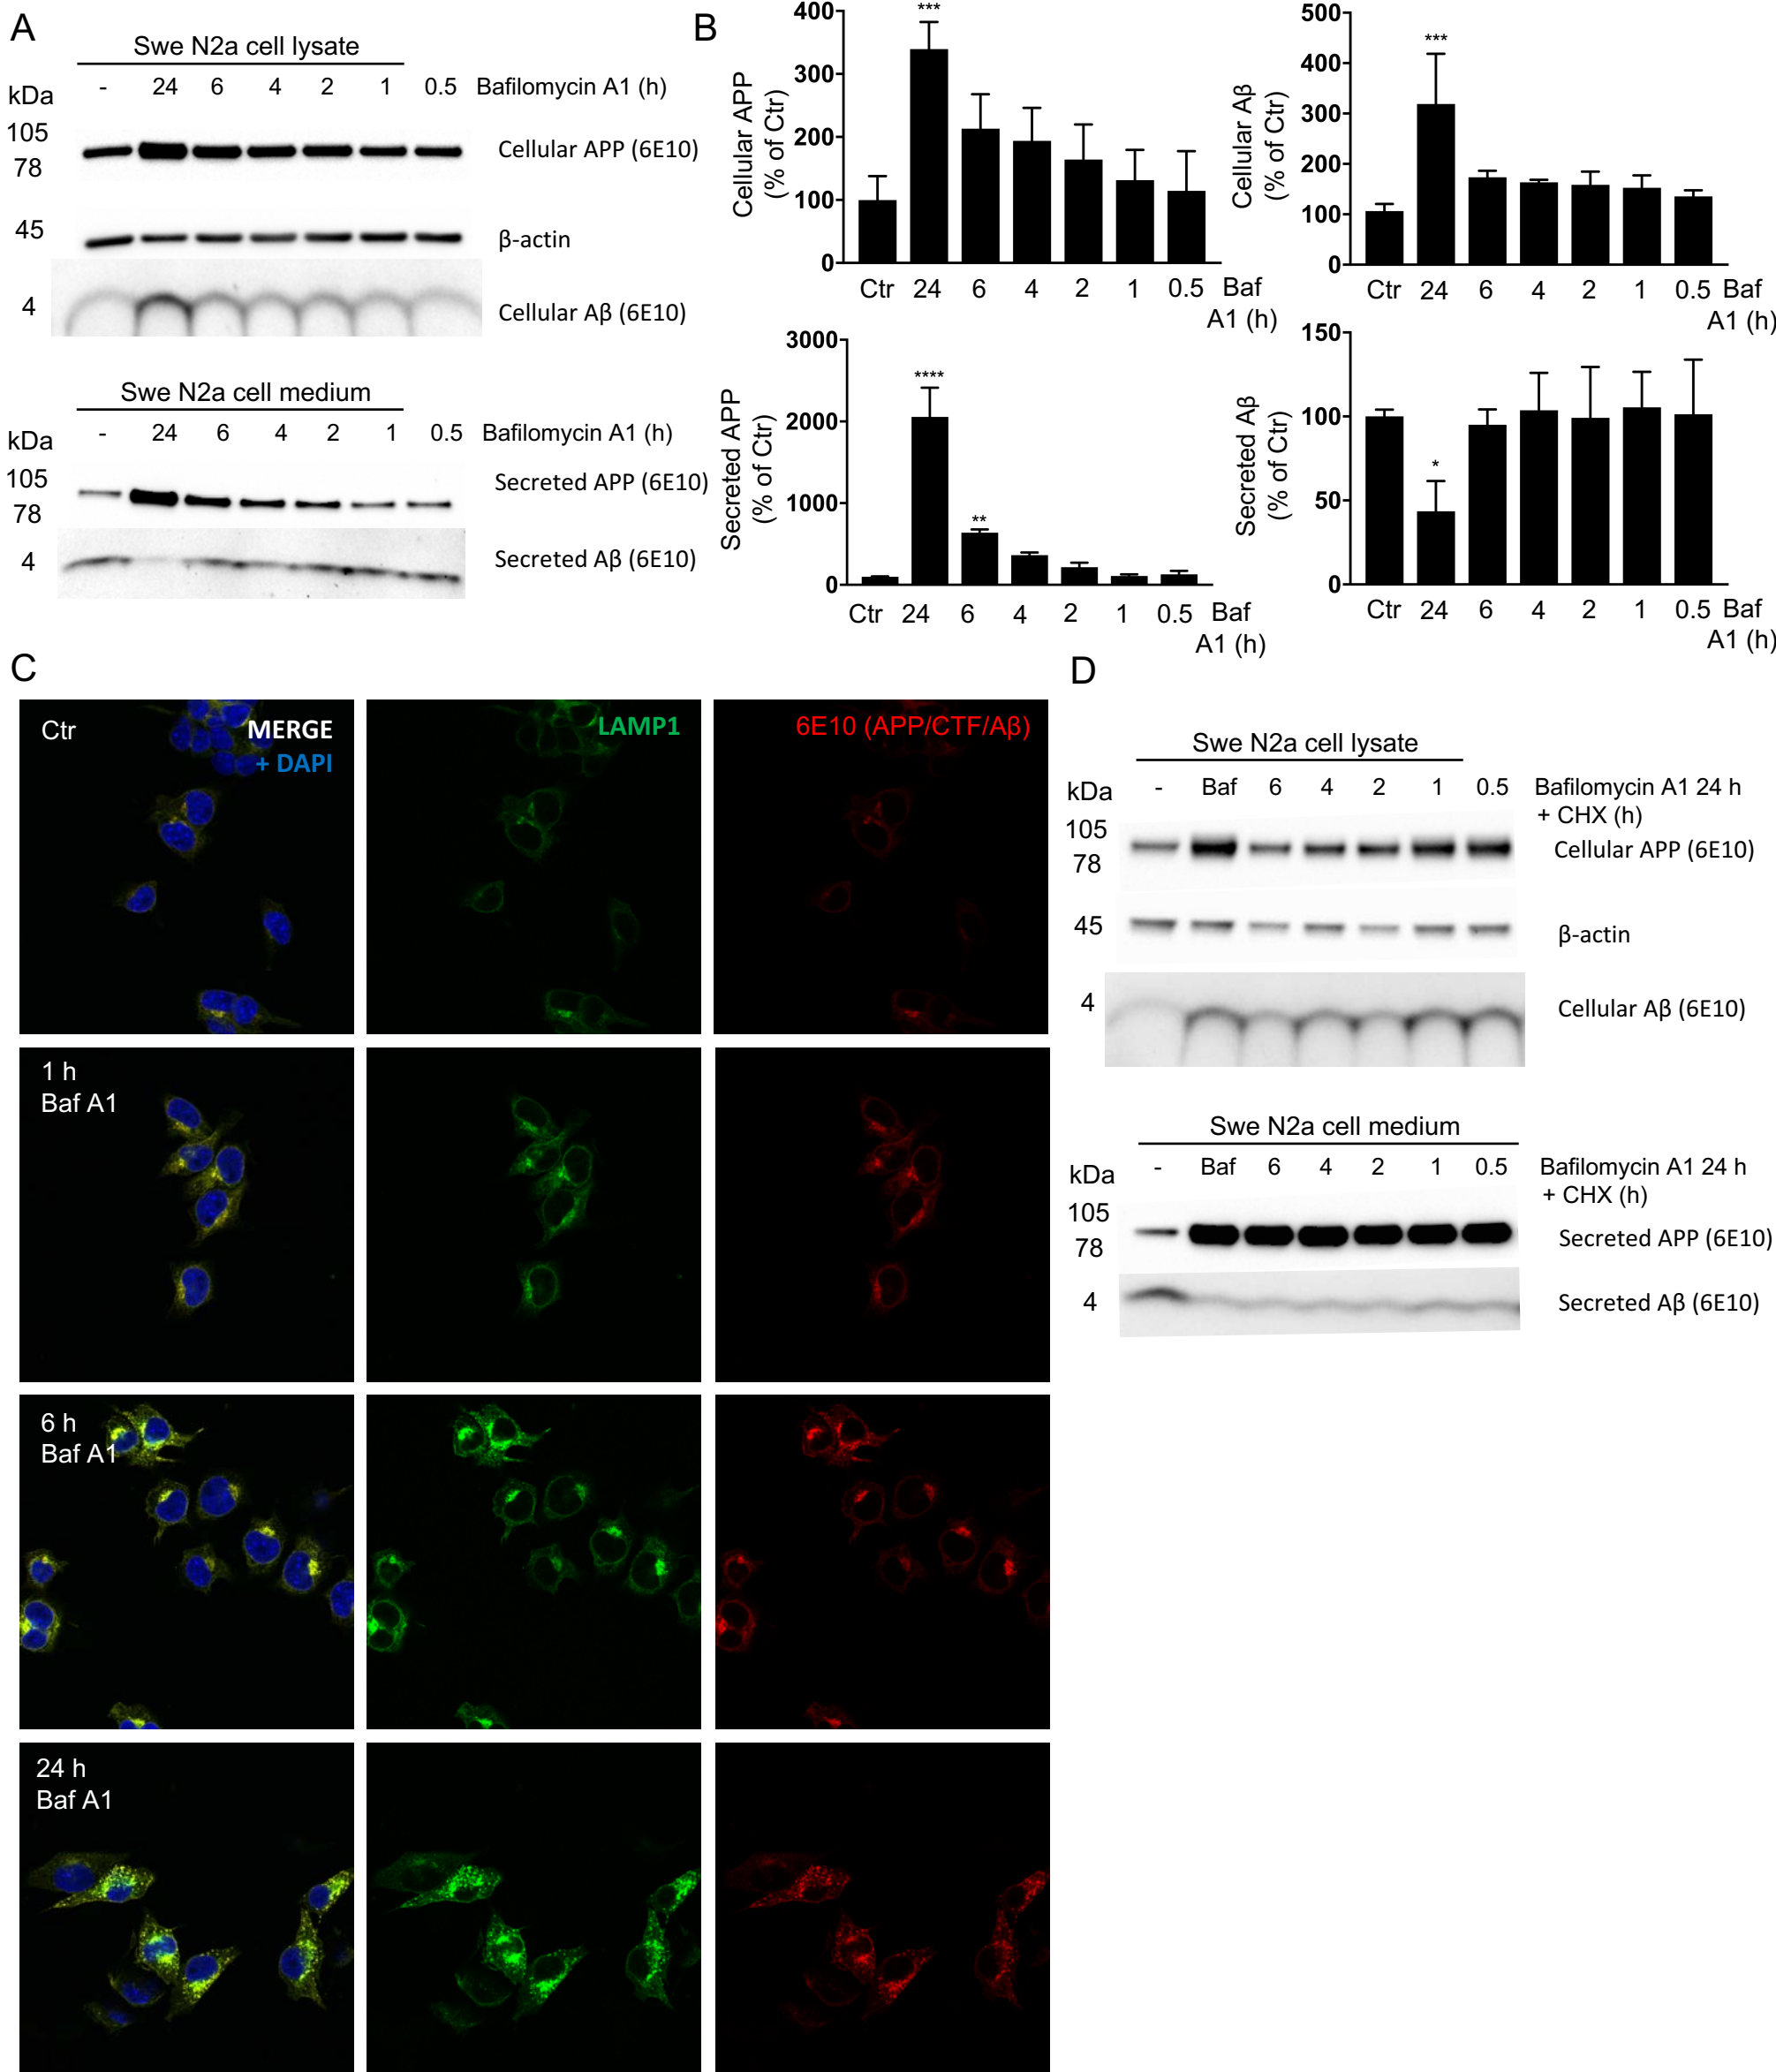 A
Swe N2a cell lysate
kDa
- 24 6 4 2 1 0.5 Bafilomycin A1 (h)
105
78
Cellular APP (6E10)
45
β-actin
4
Cellular Aβ (6E10)
Swe N2a cell medium
kDa
- 24 6 4 2 1 0.5 Bafilomycin A1 (h)
105
78
Secreted APP (6E10)
4
Secreted Aβ (6E10)
B
Cellular APP
(% of Ctr)
400
300
200
100
0
***
Ctr 24 6 4 2 1 0.5 Baf
A1 (h)
Cellular Aβ
(% of Ctr)
500
400
300
200
100
0
***
Ctr 24 6 4 2 1 0.5 Baf
A1 (h)
Secreted APP
(% of Ctr)
3000
2000
1000
0
****
**
Ctr 24 6 4 2 1 0.5 Baf
A1 (h)
Secreted Aβ
(% of Ctr)
150
100
50
0
*
Ctr 24 6 4 2 1 0.5 Baf
A1 (h)
C
Ctr
MERGE
+ DAPI
LAMP1
6E10 (APP/CTF/Aβ)
1 h
Baf A1
6 h
Baf A1
24 h
Baf A1
D
Swe N2a cell lysate
kDa
- Baf 6 4 2 1 0.5 Bafilomycin A1 24 h
+ CHX (h)
105
78
Cellular APP (6E10)
45
β-actin
4
Cellular Aβ (6E10)
Swe N2a cell medium
kDa
- Baf 6 4 2 1 0.5 Bafilomycin A1 24 h
+ CHX (h)
105
78
Secreted APP (6E10)
4
Secreted Aβ (6E10)